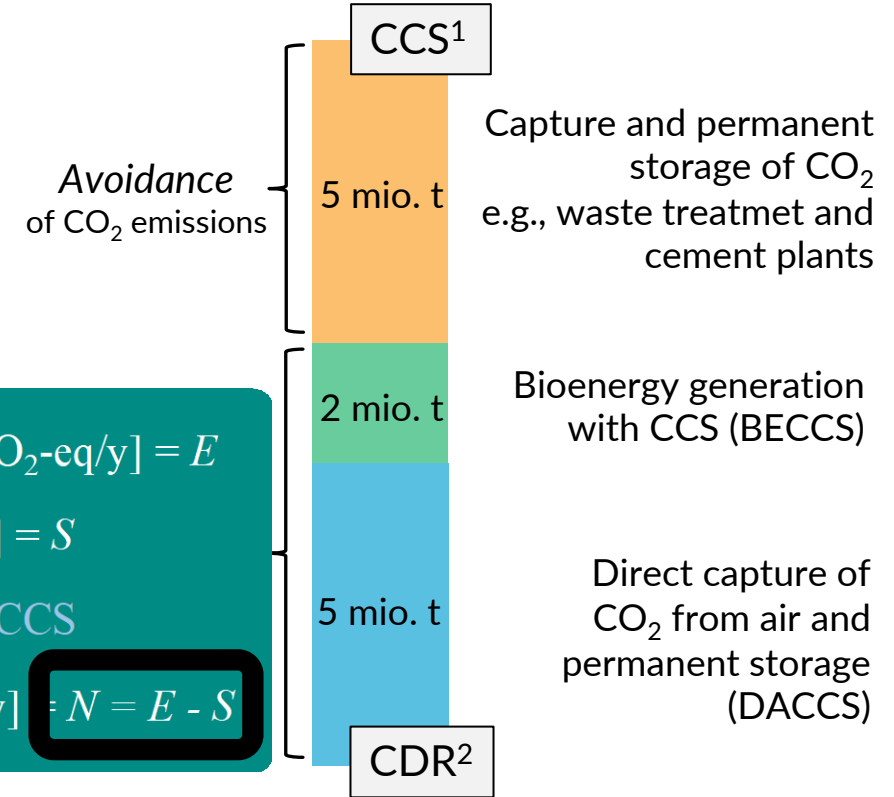 CCS¹
Avoidance
of CO₂ emissions
5 mio. t
Capture and permanent
storage of CO₂
e.g., waste treatmet and
cement plants
2 mio. t
Bioenergy generation
with CCS (BECCS)
O₂-eq/y] = E
] = S
CCS
y] = N = E - S
5 mio. t
Direct capture of
CO₂ from air and
permanent storage
(DACCS)
CDR²